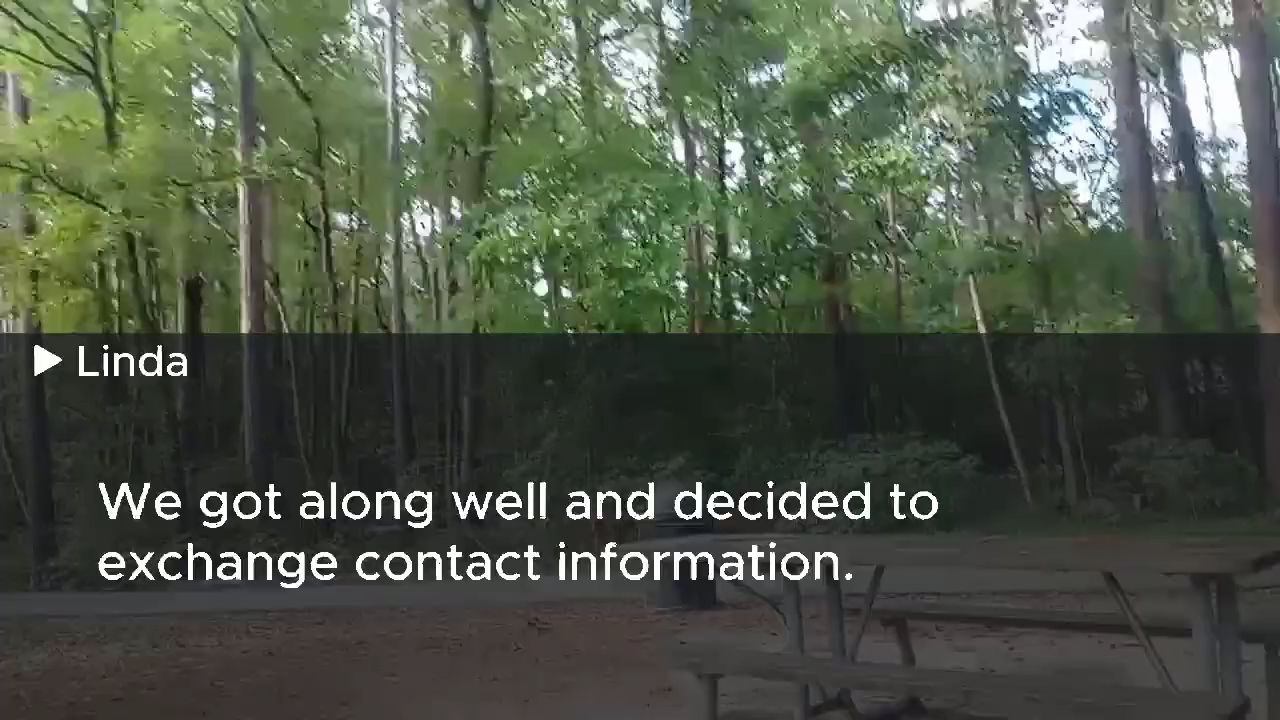 Linda
We got along well and decided to
exchange contact information.